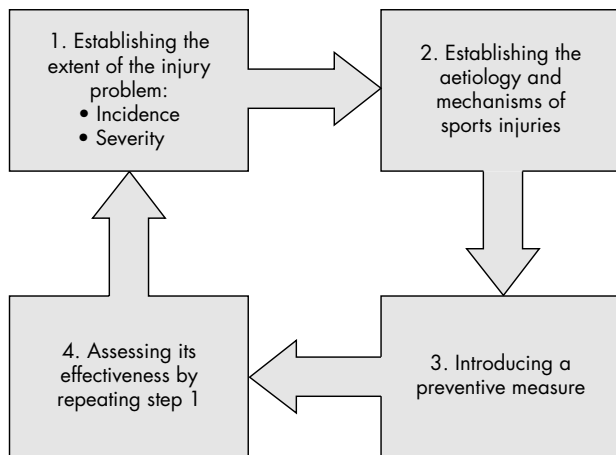 1. Establishing the
extent of the injury
problem:
• Incidence
• Severity
2. Establishing the
aetiology and
mechanisms of
sports injuries
3. Introducing a
preventive measure
4. Assessing its
effectiveness by
repeating step 1